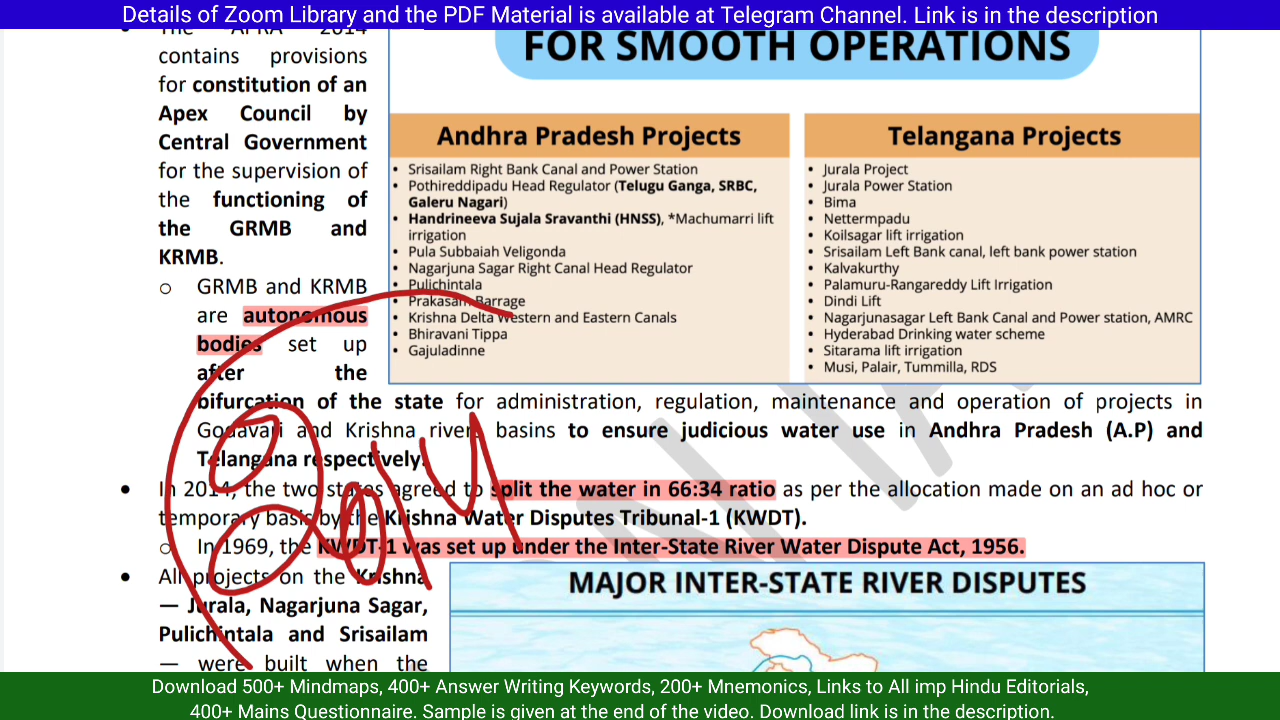 Details of Zoom Library and the PDF Material is available at Telegram Channel. Link is in the description
The APRA 2014
contains provisions
for constitution of an
Apex Council by
Central Government
for the supervision of
the functioning of
the GRMB and
KRMB.
o GRMB and KRMB
are autonomous
bodies set up
after the
FOR SMOOTH OPERATIONS
Andhra Pradesh Projects
• Srisailam Right Bank Canal and Power Station
• Pothireddipadu Head Regulator (Telugu Ganga, SRBC,
Galeru Nagari)
• Handrineeva Sujala Sravanthi (HNSS), *Machumarri lift
irrigation
• Pula Subbaiah Veligonda
• Nagarjuna Sagar Right Canal Head Regulator
• Pulichintala
• Prakasam Barrage
• Krishna Delta Western and Eastern Canals
• Bhiravani Tippa
• Gajuladinne
Telangana Projects
• Jurala Project
• Jurala Power Station
• Bima
• Nettermpadu
• Koilsagar lift irrigation
• Srisailam Left Bank canal, left bank power station
• Kalvakurthy
• Palamuru-Rangareddy Lift Irrigation
• Dindi Lift
• Nagarjunasagar Left Bank Canal and Power station, AMRC
• Hyderabad Drinking water scheme
• Sitarama lift irrigation
• Musi, Palair, Tummilla, RDS
bifurcation of the state for administration, regulation, maintenance and operation of projects in
Godavari and Krishna rivers basins to ensure judicious water use in Andhra Pradesh (A.P) and
Telangana respectively.
• In 2014, the two states agreed to split the water in 66:34 ratio as per the allocation made on an ad hoc or
temporary basis by the Krishna Water Disputes Tribunal-1 (KWDT).
o In 1969, the KWDT-1 was set up under the Inter-State River Water Dispute Act, 1956.
2014
• All projects on the Krishna
— Jurala, Nagarjuna Sagar,
Pulichintala and Srisailam
— were built when the
MAJOR INTER-STATE RIVER DISPUTES
Download 500+ Mindmaps, 400+ Answer Writing Keywords, 200+ Mnemonics, Links to All imp Hindu Editorials,
400+ Mains Questionnaire. Sample is given at the end of the video. Download link is in the description.